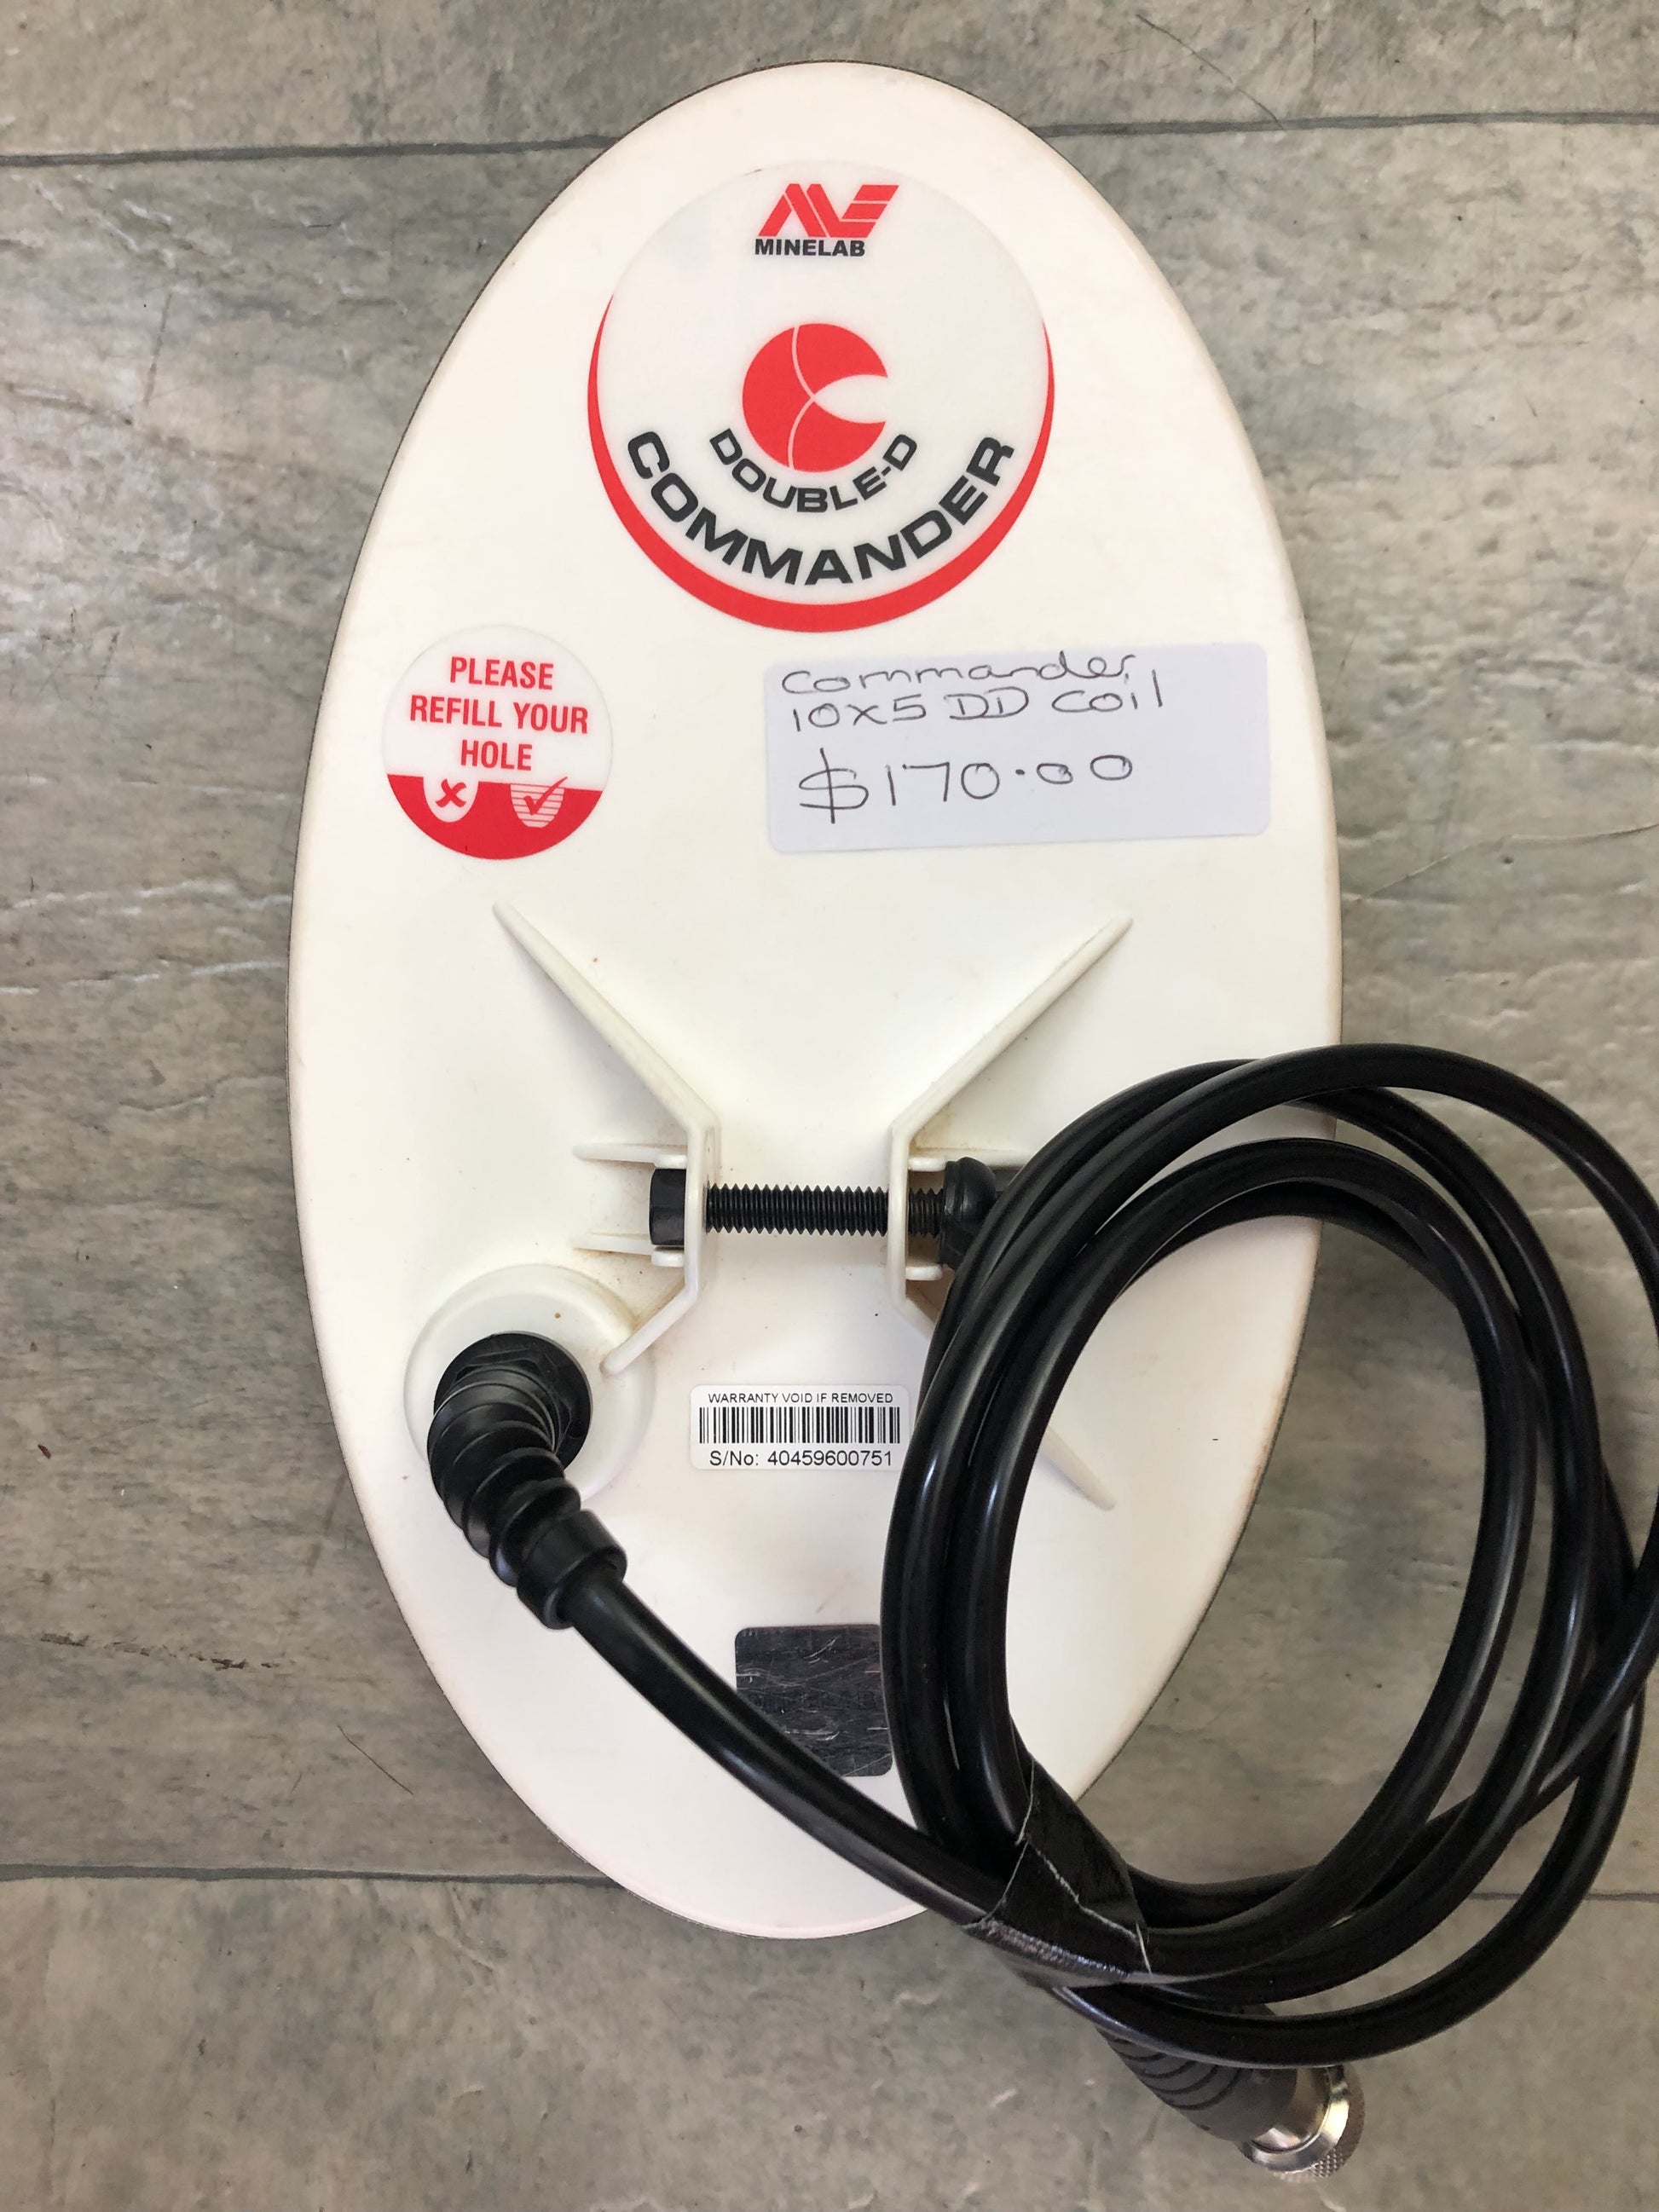 MINELAB
DOUBLE-D
COMMANDER
PLEASE
REFILL YOUR
HOLE
Commander
10x5 DD Coil
$170.00
WARRANTY VOID IF REMOVED
S/No: 40459600751